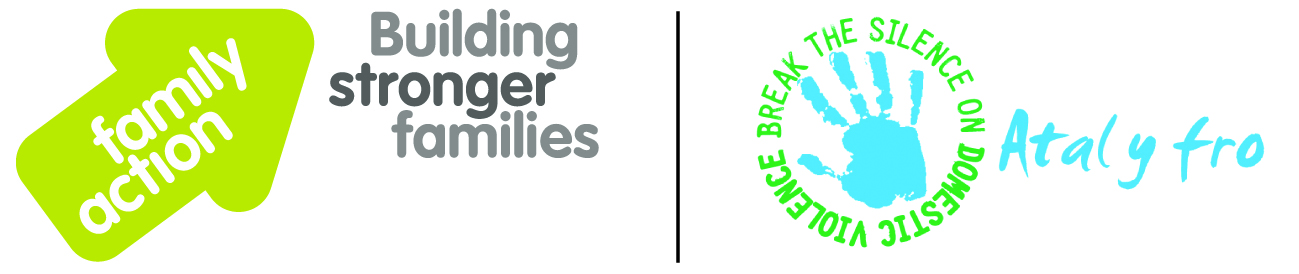 family
action
Building
stronger
families
BREAK THE SILENCE ON DOMESTIC VIOLENCE
Atal y fro